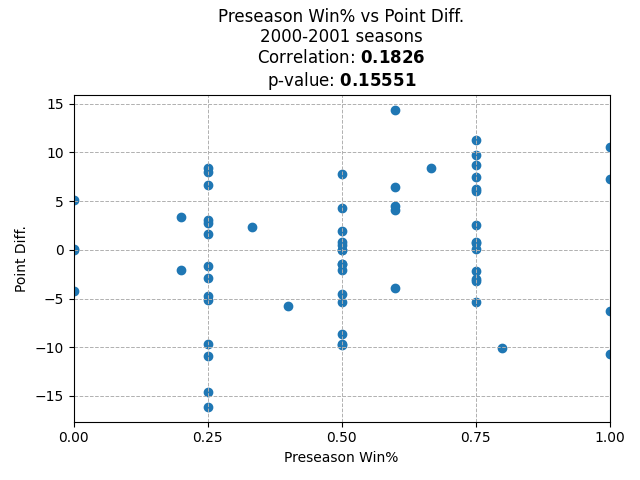 Preseason Win% vs Point Diff.
2000-2001 seasons
Correlation: 0.1826
p-value: 0.15551
15
10
5
0
−5
−10
−15
Point Diff.
0.00 0.25 0.50 0.75 1.00
Preseason Win%